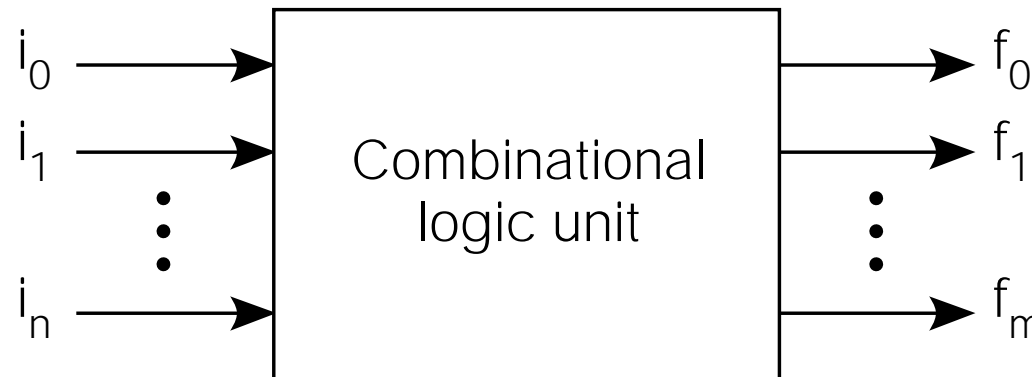 i₀ f₀
i₁ f₁
Combinational
logic unit
iₙ fₘ